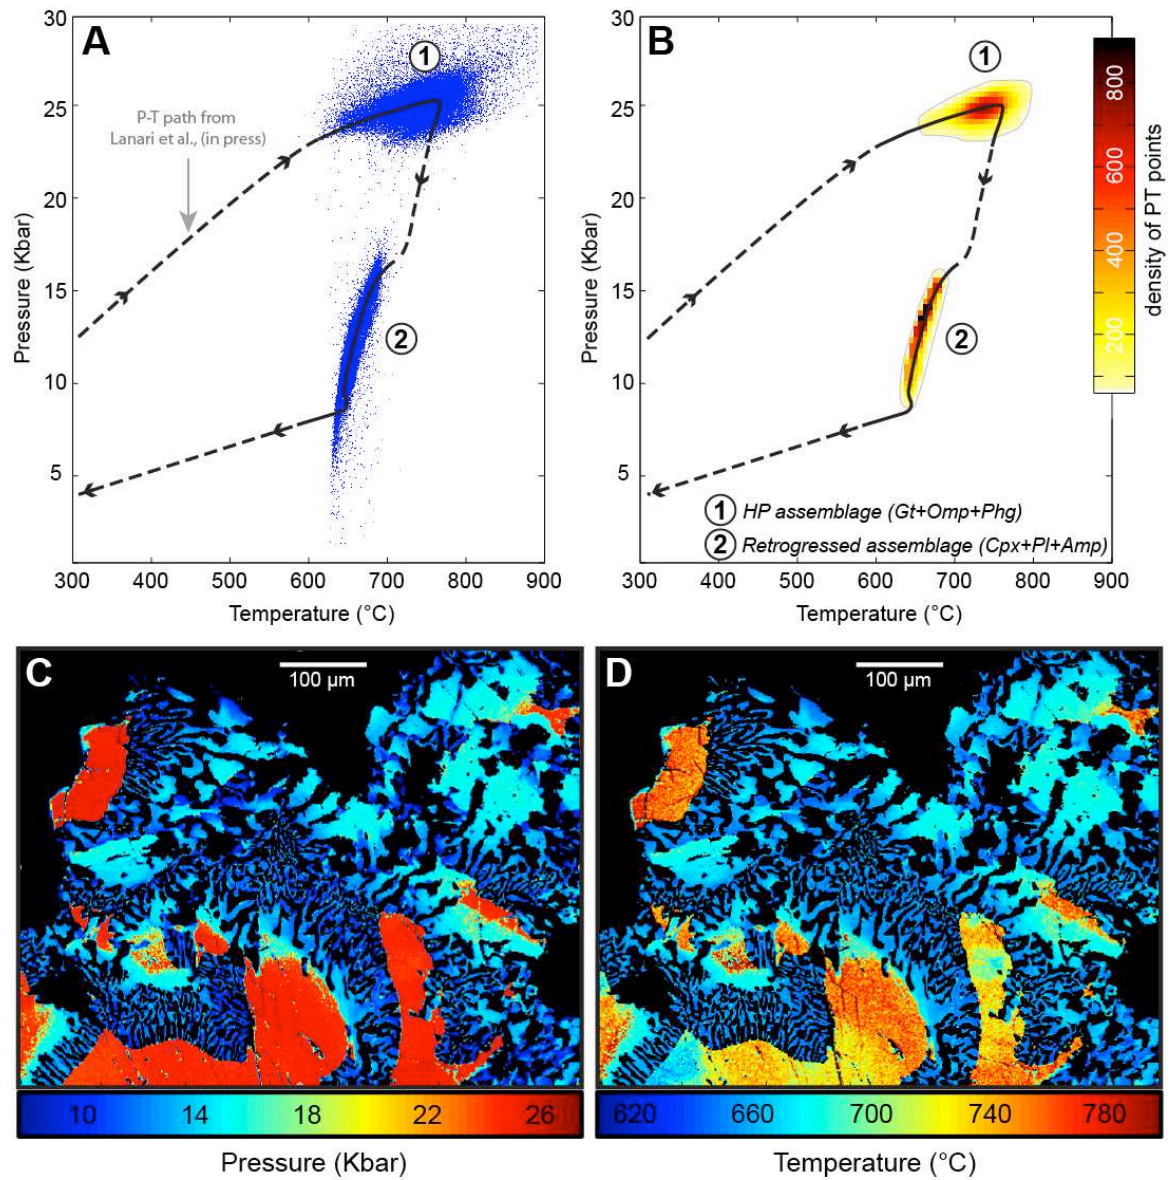 A
30
25
20
15
10
5
300 400 500 600 700 800 900
Pressure (Kbar)
Temperature (°C)
1
2
P-T path from
Lanari et al., (in press)
B
30
25
20
15
10
5
300 400 500 600 700 800 900
Pressure (Kbar)
Temperature (°C)
1
2
1 HP assemblage (Gt+Omp+Phg)
2 Retrogressed assemblage (Cpx+Pl+Amp)
800
600
400
200
density of PT points
C
100 µm
10 14 18 22 26
Pressure (Kbar)
D
100 µm
620 660 700 740 780
Temperature (°C)